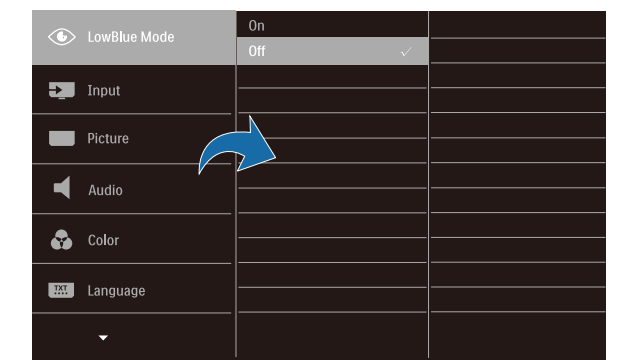 LowBlue Mode
On
Off
Input
Picture
Audio
Color
TXT
Language